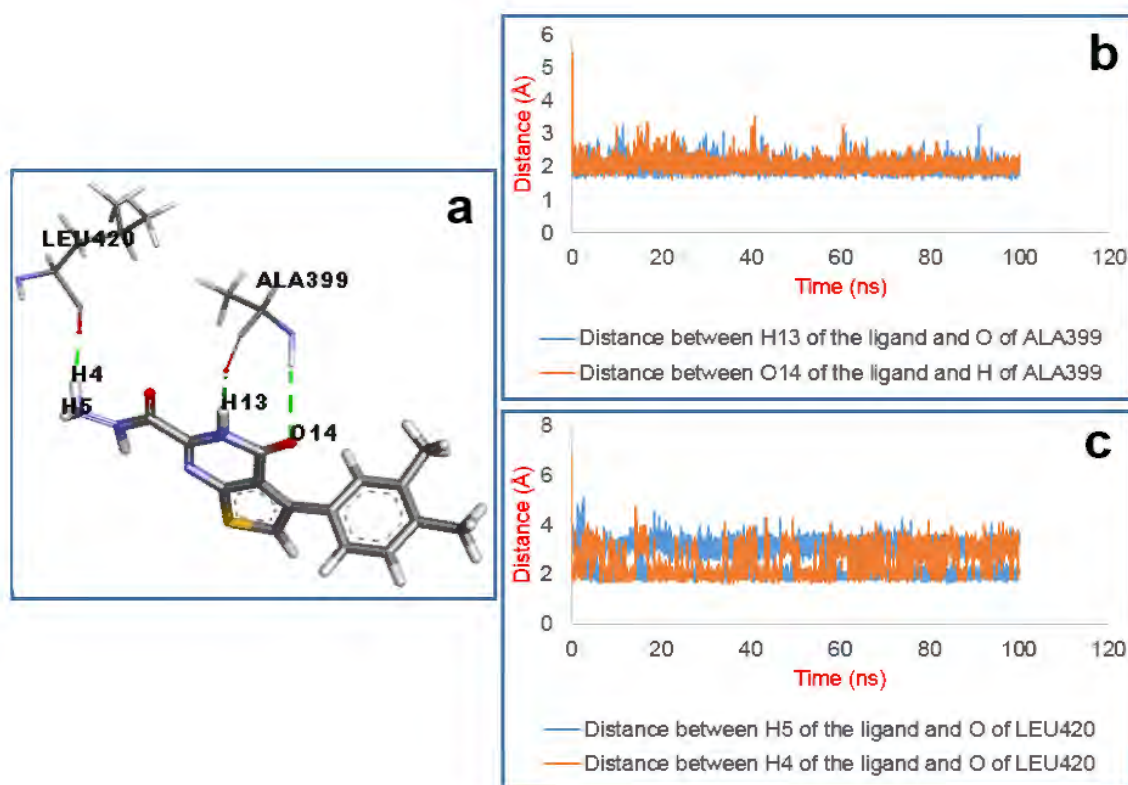 a
LEU420
ALA399
H4
H5
H13
O14
b
Distance (Å)
6
5
4
3
2
1
0
0 20 40 60 80 100 120
Time (ns)
Distance between H13 of the ligand and O of ALA399
Distance between O14 of the ligand and H of ALA399
c
Distance (Å)
8
6
4
2
0
0 20 40 60 80 100 120
Time (ns)
Distance between H5 of the ligand and O of LEU420
Distance between H4 of the ligand and O of LEU420